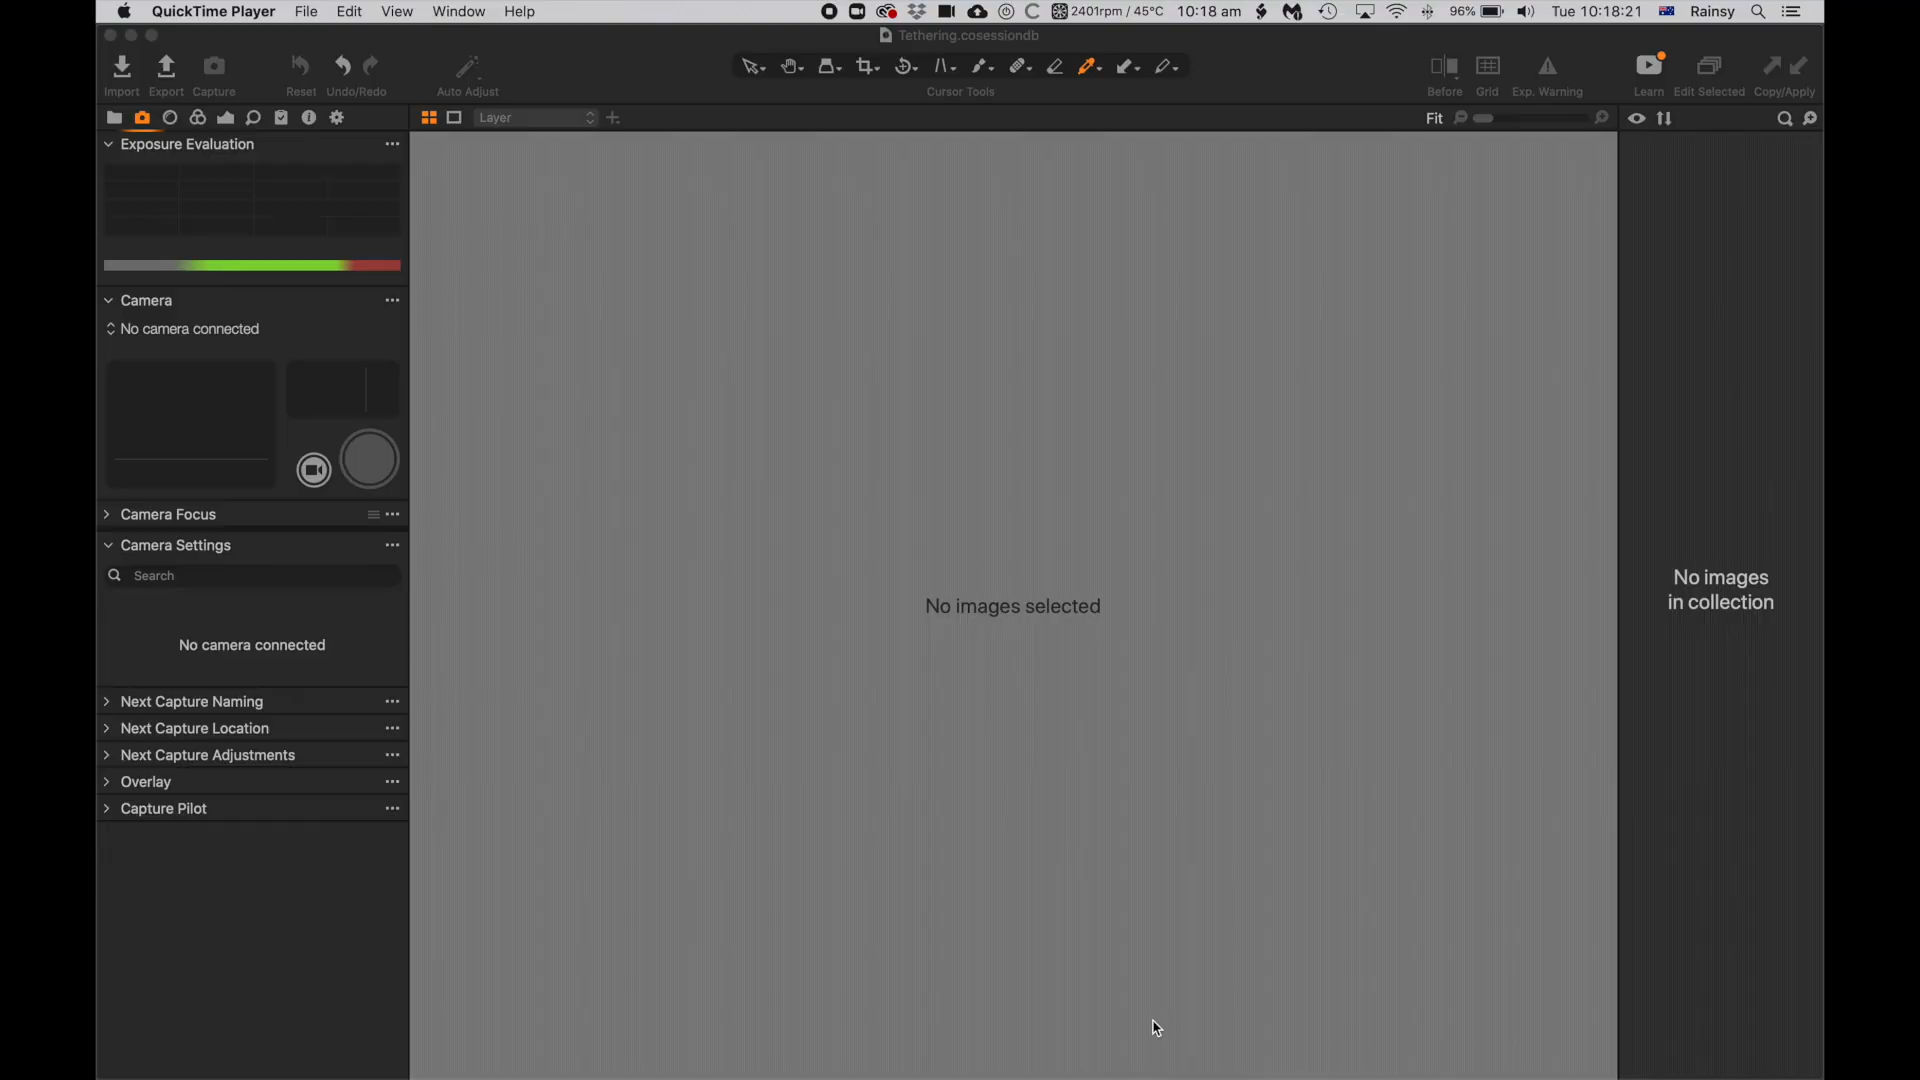 QuickTime Player File Edit View Window Help 2401rpm / 45°C 10:18 am 96% Tue 10:18:21 Rainsy
Tethering.cosessiondb
Import Export Capture Reset Undo/Redo Auto Adjust Cursor Tools Before Grid Exp. Warning Learn Edit Selected Copy/Apply
Layer Fit
Exposure Evaluation
Camera
No camera connected
Camera Focus
Camera Settings
Search
No camera connected
Next Capture Naming
Next Capture Location
Next Capture Adjustments
Overlay
Capture Pilot
No images selected
No images
in collection